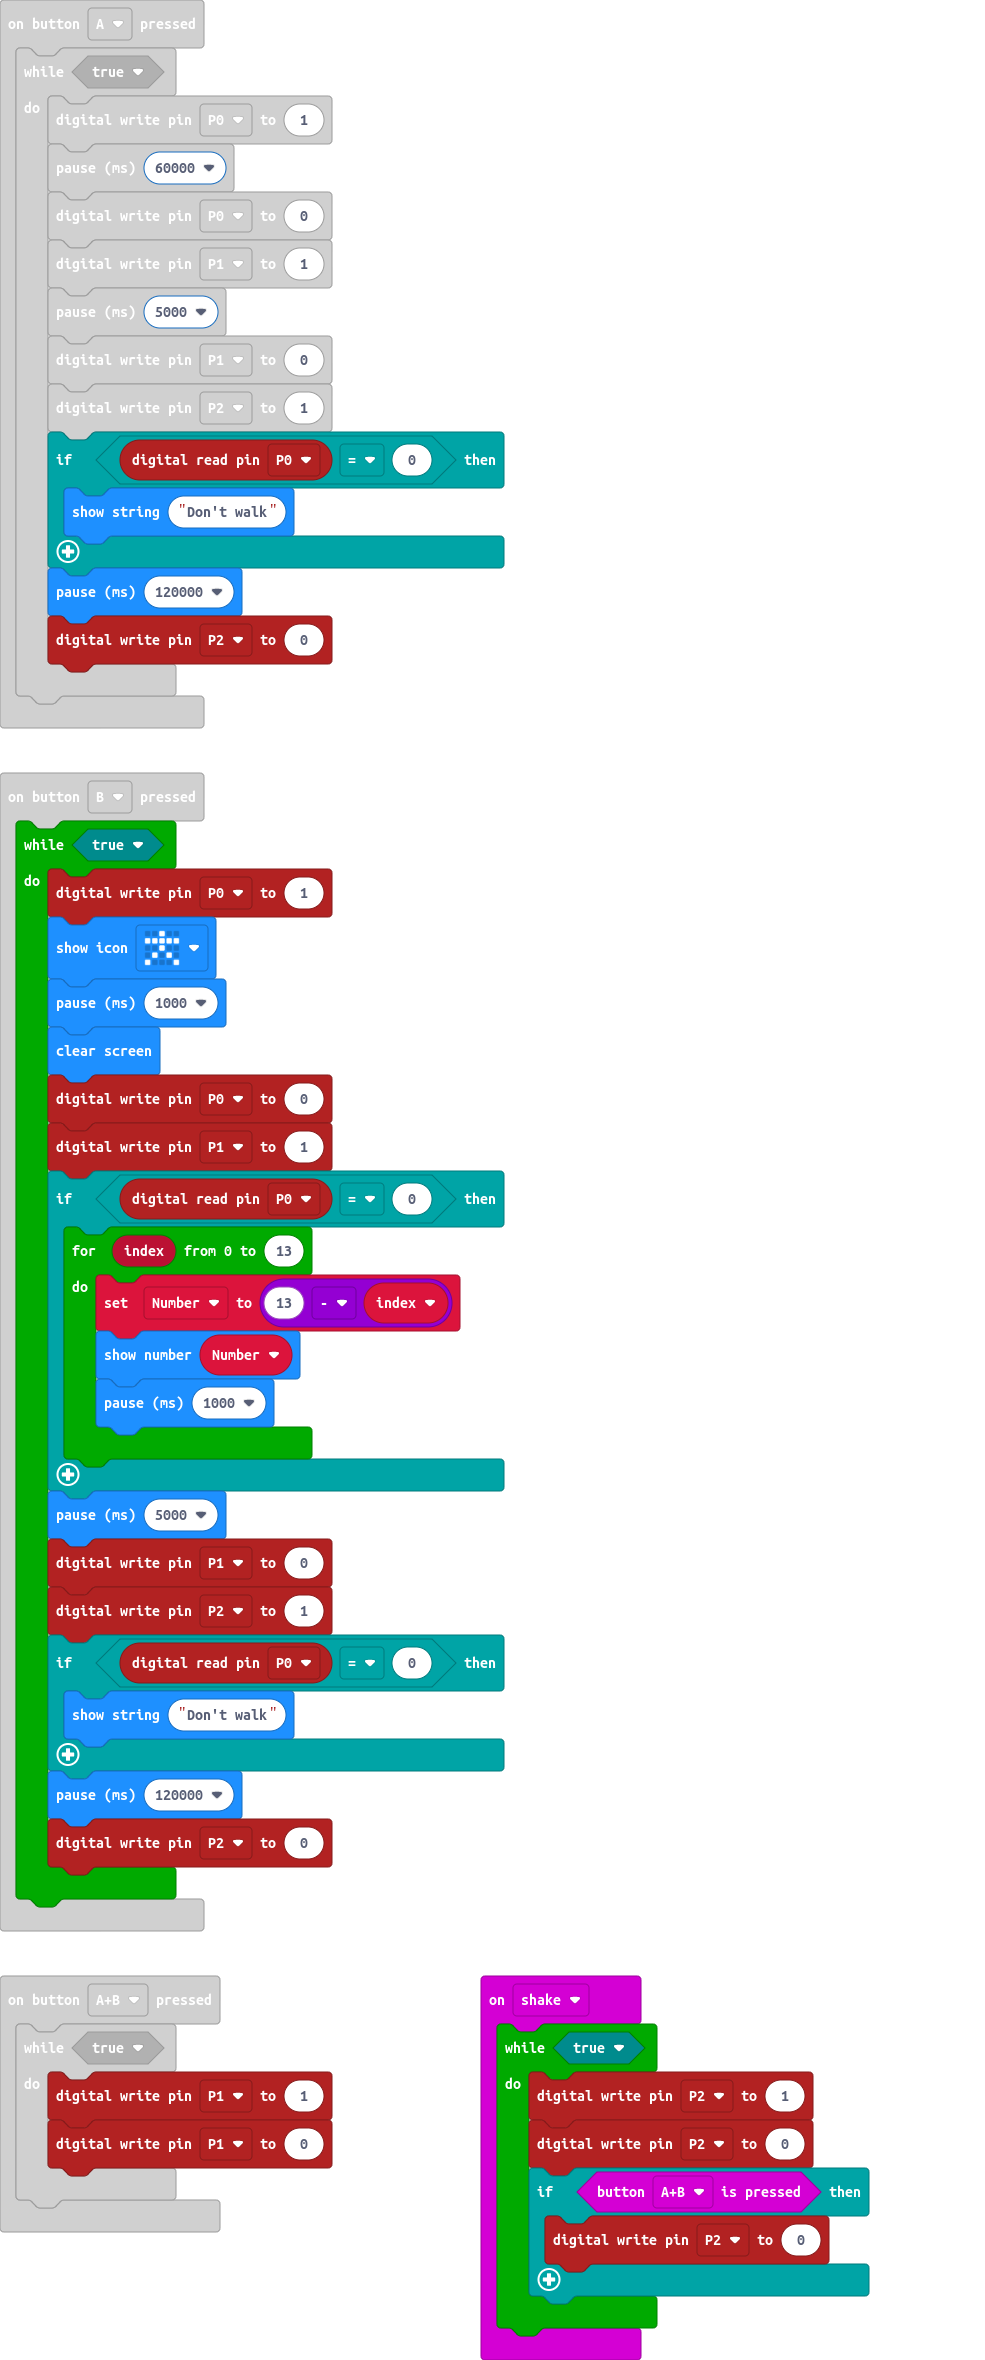 on button A pressed
while true
do
digital write pin P0 to 1
pause (ms) 60000
digital write pin P0 to 0
digital write pin P1 to 1
pause (ms) 5000
digital write pin P1 to 0
digital write pin P2 to 1
if digital read pin P0 = 0 then
show string "Don't walk"
pause (ms) 120000
digital write pin P2 to 0
on button B pressed
while true
do
digital write pin P0 to 1
show icon
pause (ms) 1000
clear screen
digital write pin P0 to 0
digital write pin P1 to 1
if digital read pin P0 = 0 then
for index from 0 to 13
do
set Number to 13 - index
show number Number
pause (ms) 1000
pause (ms) 5000
digital write pin P1 to 0
digital write pin P2 to 1
if digital read pin P0 = 0 then
show string "Don't walk"
pause (ms) 120000
digital write pin P2 to 0
on button A+B pressed
while true
do
digital write pin P1 to 1
digital write pin P1 to 0
on shake
while true
do
digital write pin P2 to 1
digital write pin P2 to 0
if button A+B is pressed then
digital write pin P2 to 0